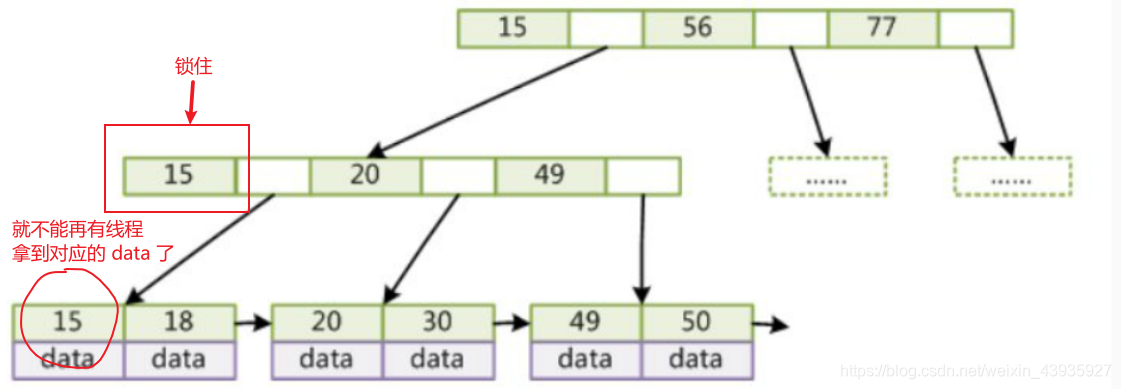 15 56 77
锁住
15 20 49
…… ……
就不能再有线程
拿到对应的 data 了
15 18 20 30 49 50
data data data data data data
https://blog.csdn.net/weixin_43935927